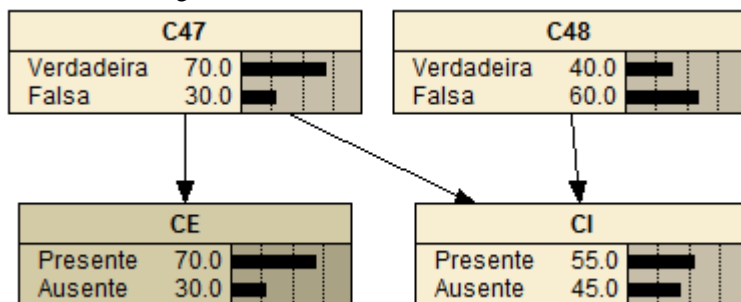 C47
Verdadeira 70.0
Falsa 30.0
C48
Verdadeira 40.0
Falsa 60.0
CE
Presente 70.0
Ausente 30.0
CI
Presente 55.0
Ausente 45.0